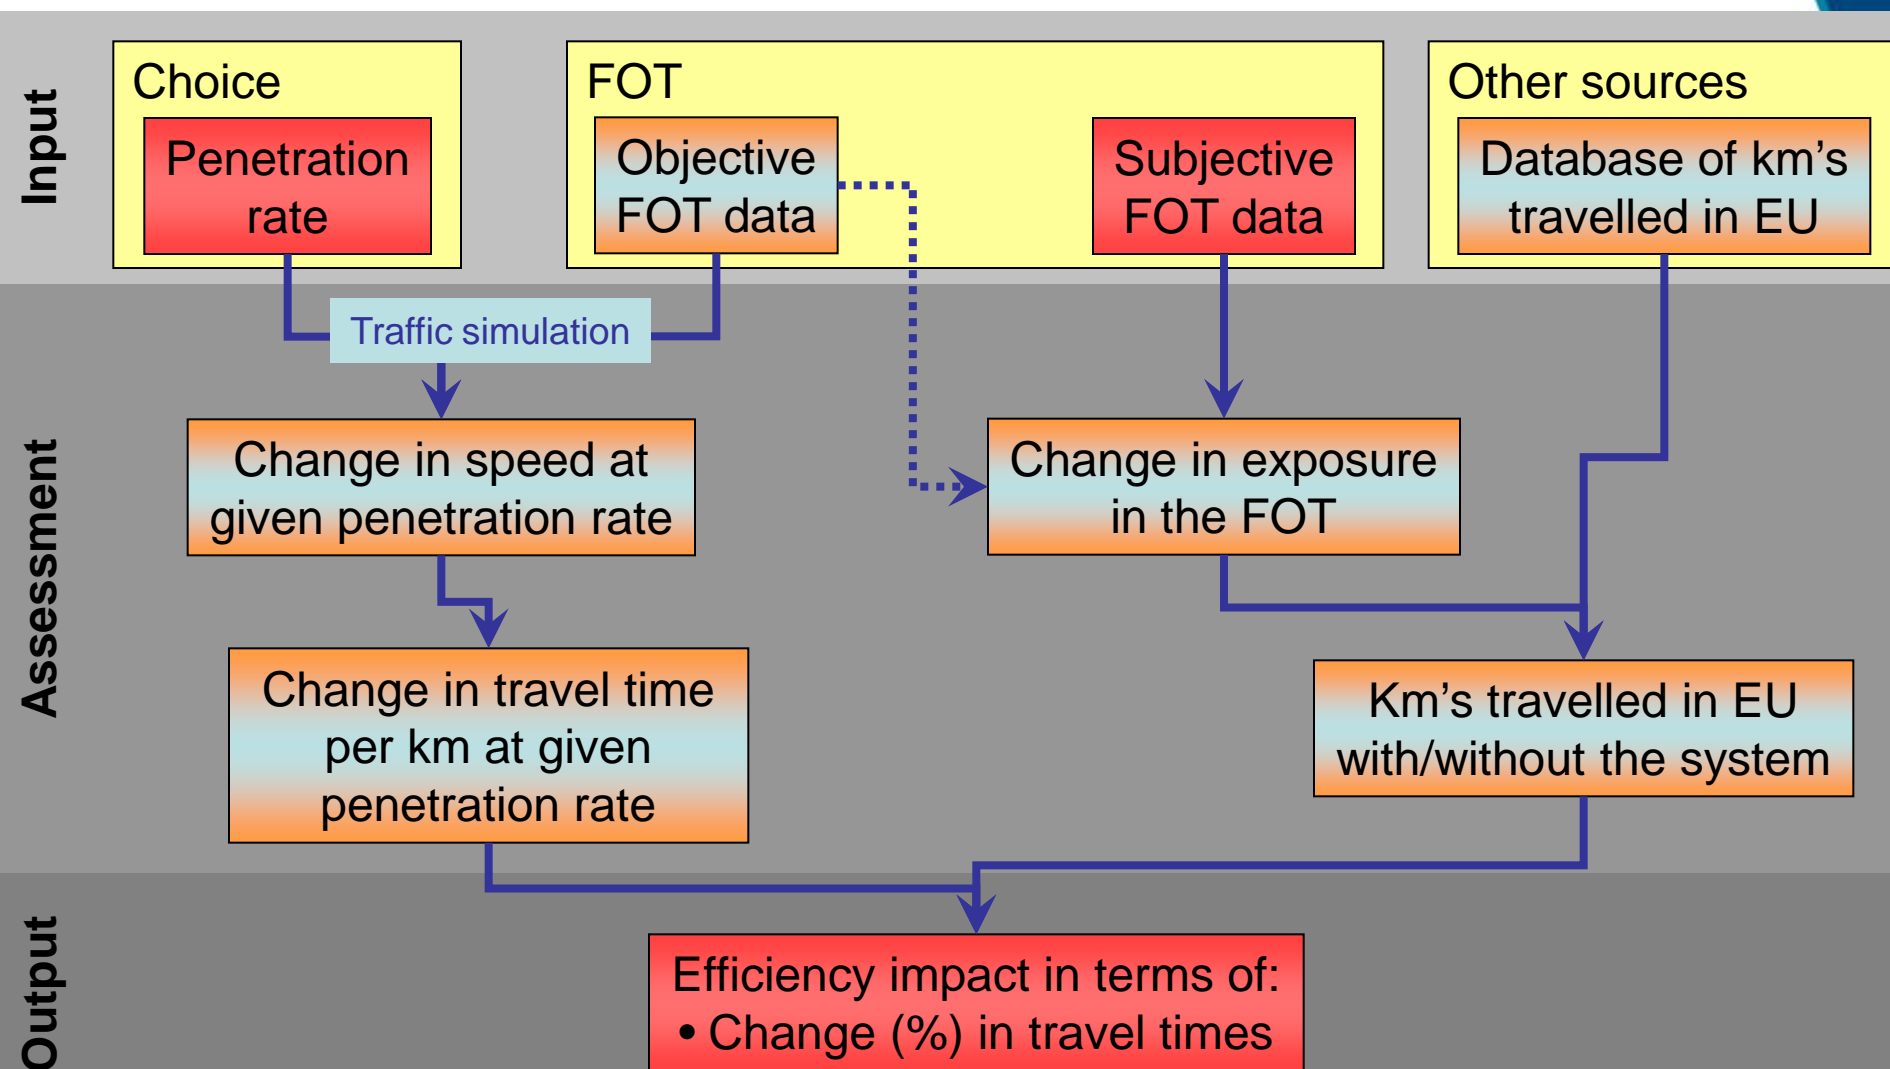 Input
Choice
Penetration
rate
FOT
Objective
FOT data
Subjective
FOT data
Other sources
Database of km's
travelled in EU
Traffic simulation
Assessment
Change in speed at
given penetration rate
Change in exposure
in the FOT
Change in travel time
per km at given
penetration rate
Km’s travelled in EU
with/without the system
Output
Efficiency impact in terms of:
• Change (%) in travel times